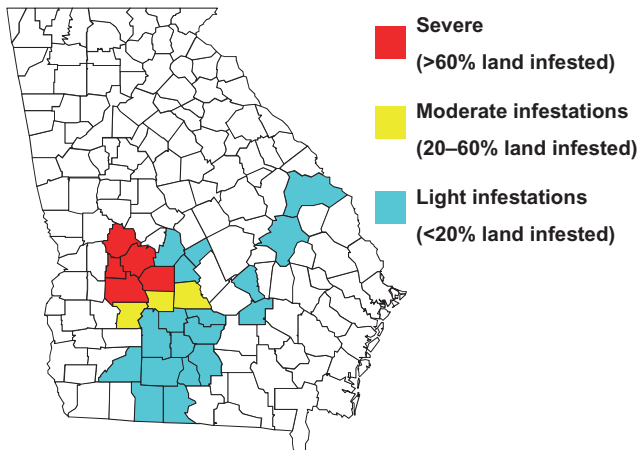 Severe
(>60% land infested)
Moderate infestations
(20–60% land infested)
Light infestations
(<20% land infested)